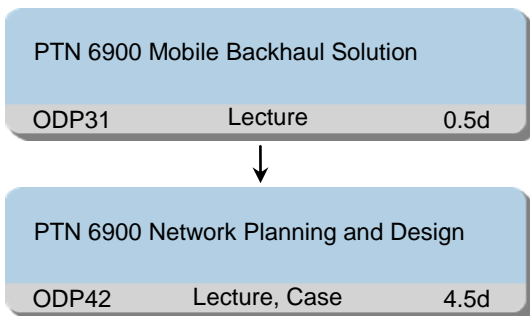 PTN 6900 Mobile Backhaul Solution
ODP31 Lecture 0.5d
PTN 6900 Network Planning and Design
ODP42 Lecture, Case 4.5d